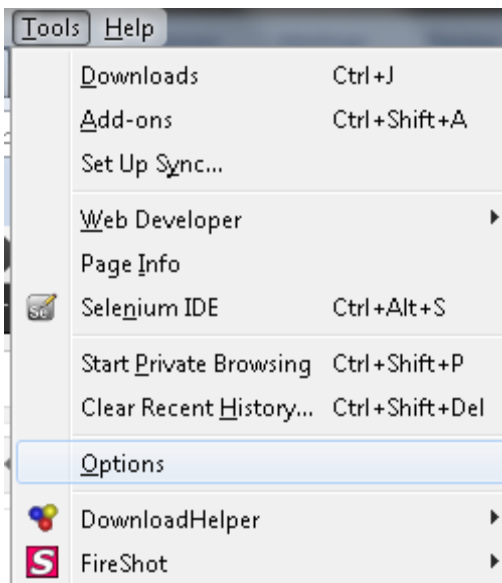 Tools Help
Downloads Ctrl+J
Add-ons Ctrl+Shift+A
Set Up Sync...
Web Developer
Page Info
Selenium IDE Ctrl+Alt+S
Start Private Browsing Ctrl+Shift+P
Clear Recent History... Ctrl+Shift+Del
Options
DownloadHelper
FireShot